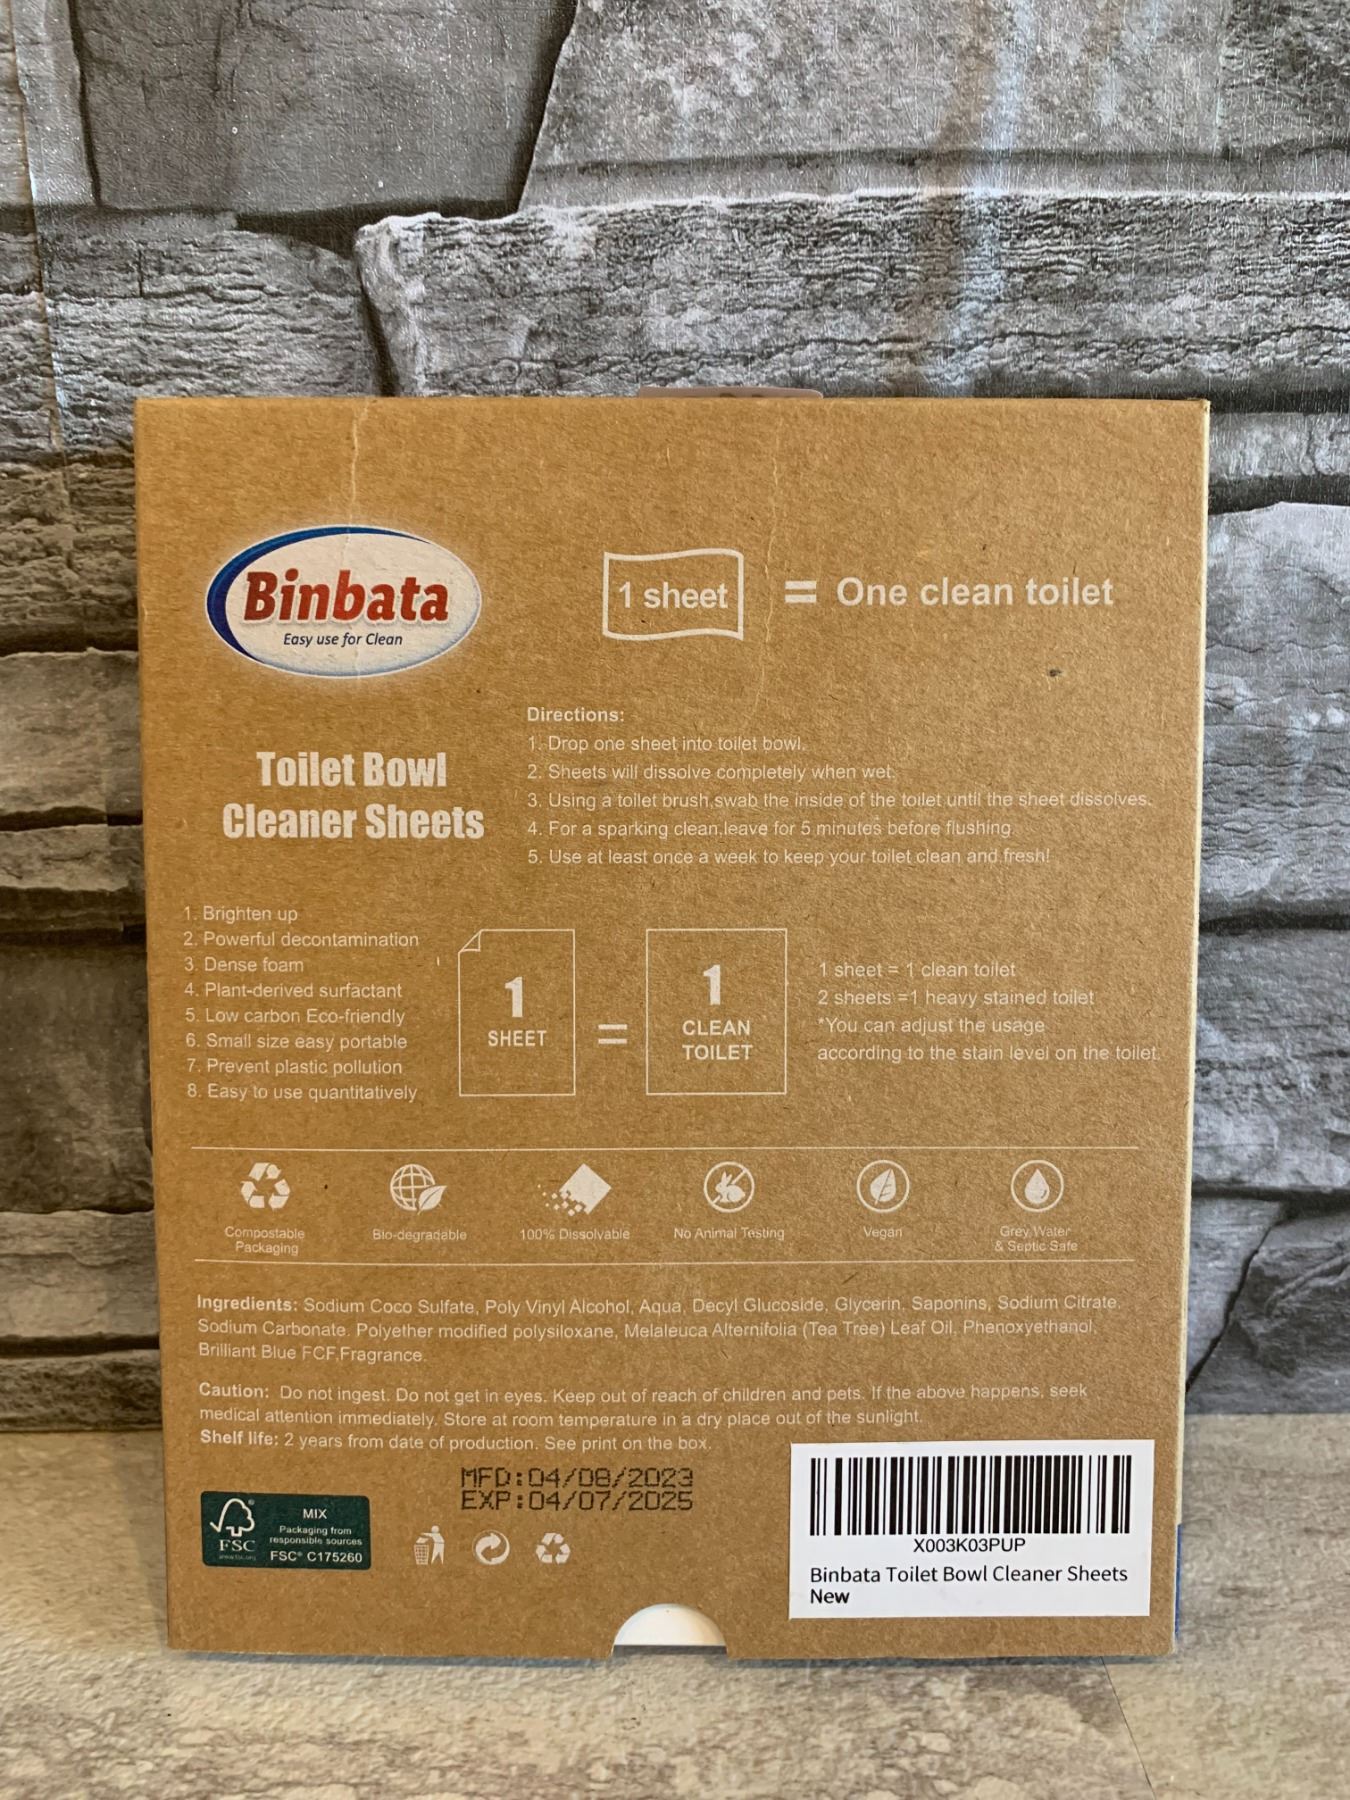 Binbata
Easy use for Clean
1 sheet
= One clean toilet
Toilet Bowl
Cleaner Sheets
Directions:
1. Drop one sheet into toilet bowl.
2. Sheets will dissolve completely when wet.
3. Using a toilet brush,swab the inside of the toilet until the sheet dissolves.
4. For a sparking clean,leave for 5 minutes before flushing.
5. Use at least once a week to keep your toilet clean and fresh!
1. Brighten up
2. Powerful decontamination
3. Dense foam
4. Plant-derived surfactant
5. Low carbon Eco-friendly
6. Small size easy portable
7. Prevent plastic pollution
8. Easy to use quantitatively
1
SHEET
=
1
CLEAN
TOILET
1 sheet = 1 clean toilet
2 sheets =1 heavy stained toilet
*You can adjust the usage
according to the stain level on the toilet.
Compostable
Packaging
Bio-degradable
100% Dissolvable
No Animal Testing
Vegan
Grey Water
& Septic Safe
Ingredients: Sodium Coco Sulfate, Poly Vinyl Alcohol, Aqua, Decyl Glucoside, Glycerin, Saponins, Sodium Citrate,
Sodium Carbonate. Polyether modified polysiloxane, Melaleuca Alternifolia (Tea Tree) Leaf Oil. Phenoxyethanol,
Brilliant Blue FCF,Fragrance.
Caution: Do not ingest. Do not get in eyes. Keep out of reach of children and pets. If the above happens, seek
medical attention immediately. Store at room temperature in a dry place out of the sunlight.
Shelf life: 2 years from date of production. See print on the box.
MFD:04/08/2023
EXP:04/07/2025
FSC
www.fsc.org
MIX
Packaging from
responsible sources
FSC® C175260
X003K03PUP
Binbata Toilet Bowl Cleaner Sheets
New